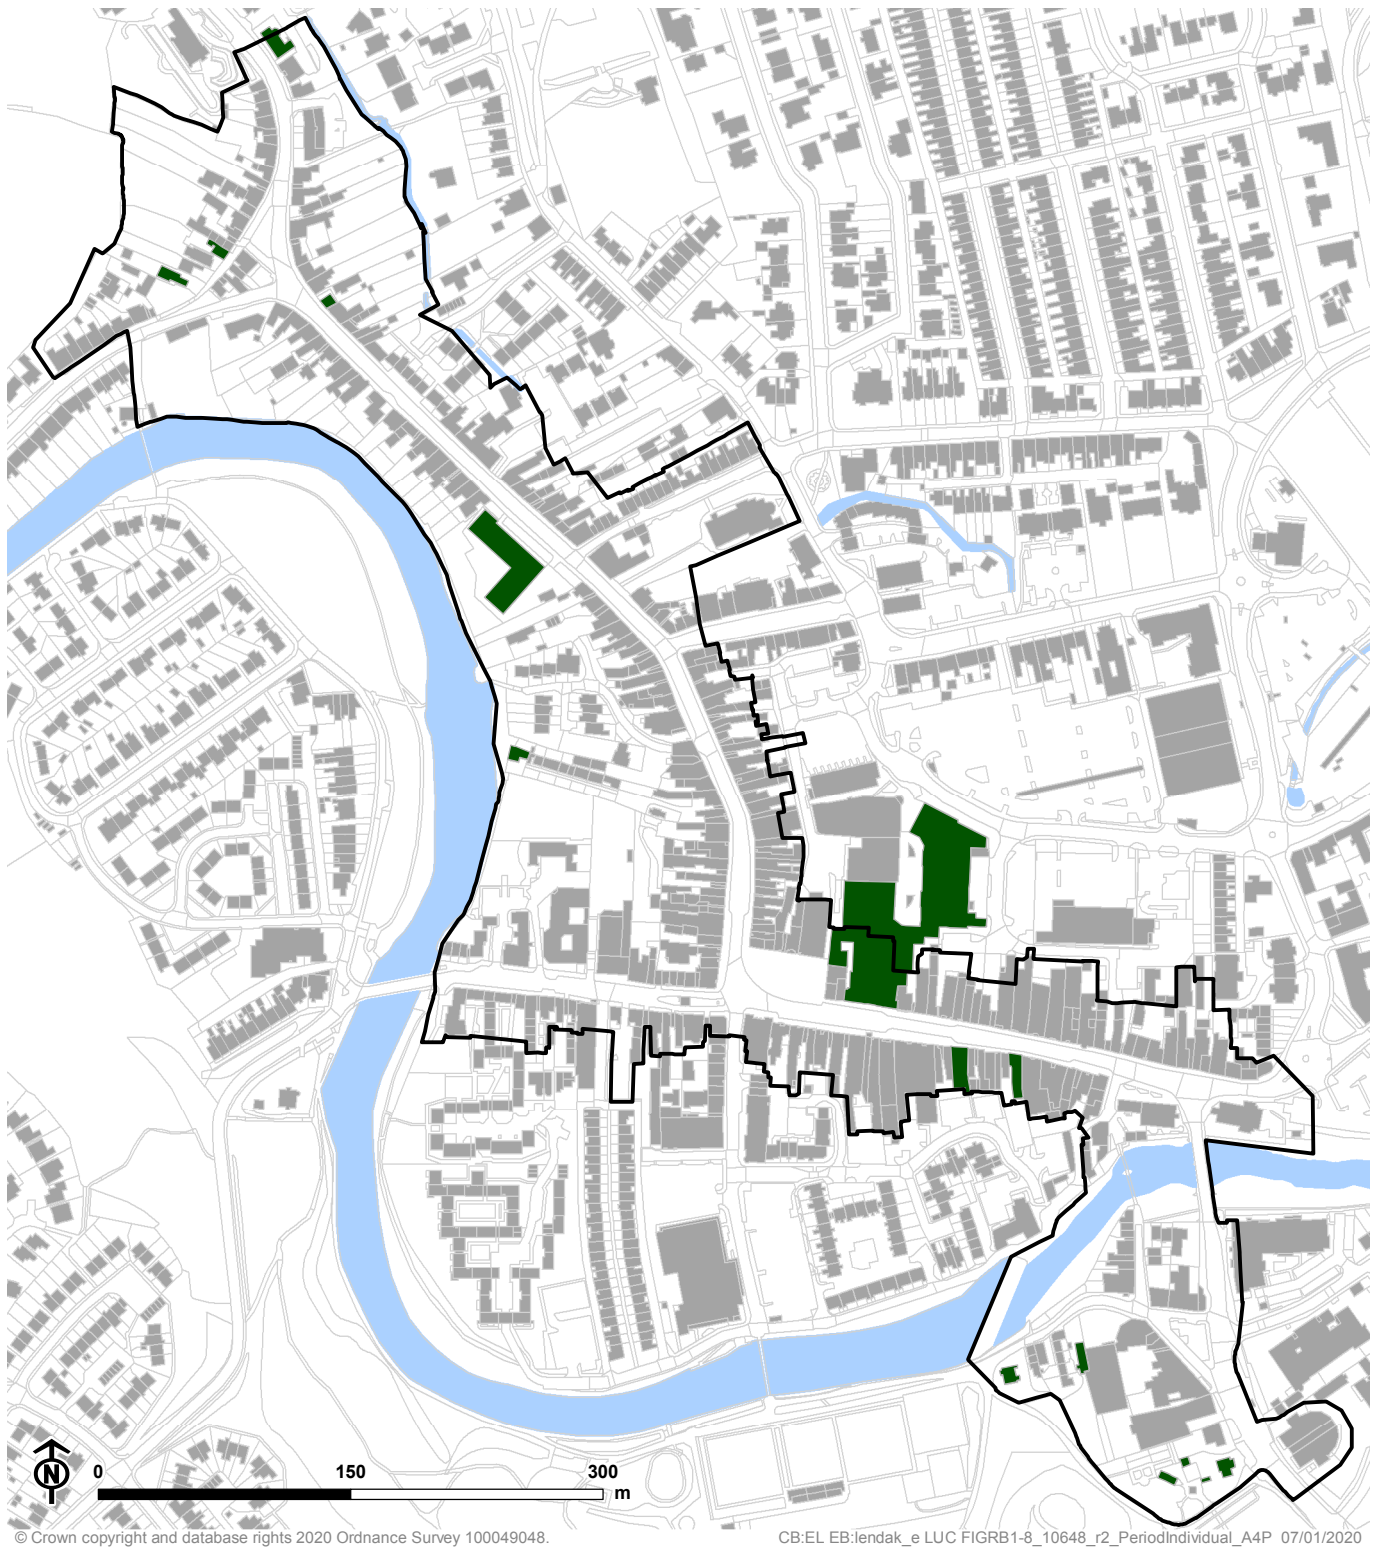 N
0 150 300
m
© Crown copyright and database rights 2020 Ordnance Survey 100049048.
CB:EL EB:lendak_e LUC FIGRB1-8_10648_r2_PeriodIndividual_A4P 07/01/2020